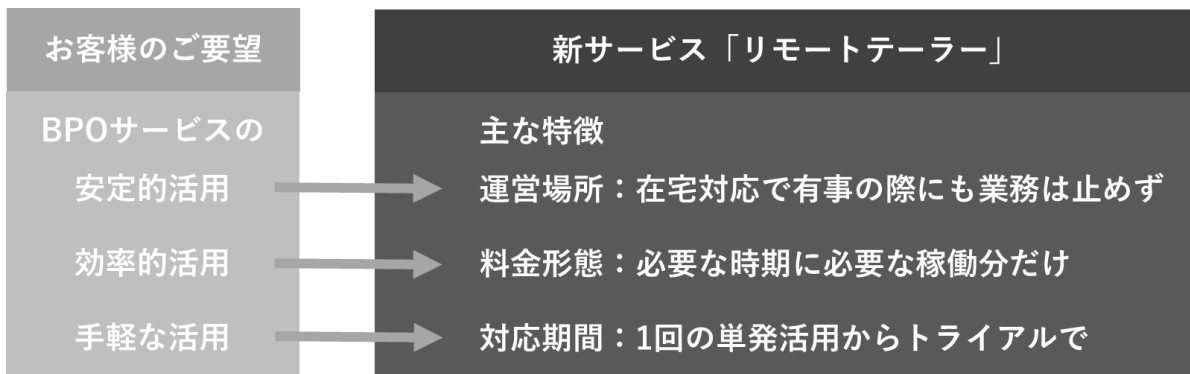 お客様のご要望
新サービス「リモートテーラー」
BPOサービスの
主な特徴
安定的活用
運営場所：在宅対応で有事の際にも業務は止めず
効率的活用
料金形態：必要な時期に必要な稼働分だけ
手軽な活用
対応期間：1回の単発活用からトライアルで